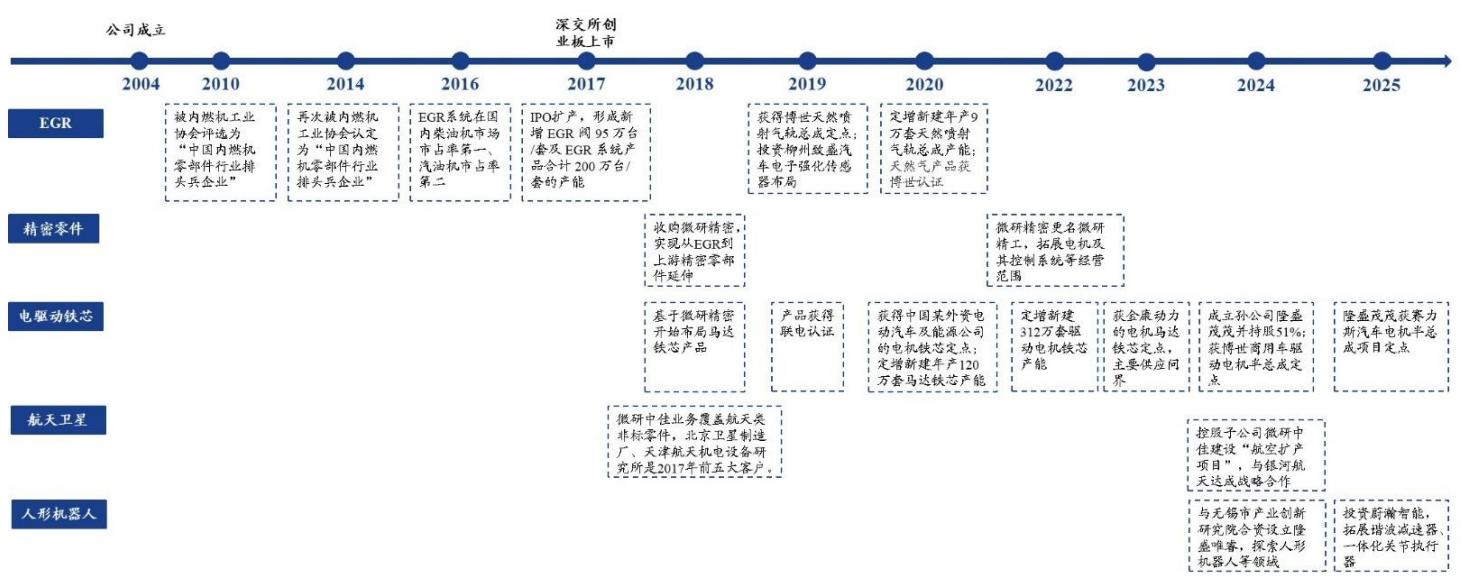 公司成立
深交所创
业板上市
2004
2010
2014
2016
2017
2018
2019
2020
2022
2023
2024
2025
EGR
被内燃机工业
协会评选为
“中国内燃机
零部件行业排
头兵企业”
再次被内燃机
工业协会认定
为“中国内燃
机零部件行业
排头兵企业”
EGR系统在国
内柴油机市场
市占率第一、
汽油机市占率
第二
IPO扩产，形成新
增 EGR 阀 95 万台
/套及 EGR 系统产
品合计 200 万台/
套的产能
获得博世天然喷
射气轨总成定点；
投资柳州致盛汽
车电子强化传感
器布局
定增新建年产9
万套天然喷射
气轨总成产能；
天然气产品获
博世认证
精密零件
收购微研精密，
实现从EGR到
上游精密零部
件延伸
微研精密更名微研
精工，拓展电机及
其控制系统等经营
范围
电驱动铁芯
基于微研精密
开始布局马达
铁芯产品
产品获得
联电认证
获得中国某外资电
动汽车及能源公司
的电机铁芯定点；
定增新建年产120
万套马达铁芯产能
定增新建
312万套驱
动电机铁芯
产能
获金康动力
的电机马达
铁芯定点，
主要供应问
界
成立孙公司隆盛
茂茂并持股51%；
获博世商用车驱
动电机半总成定
点
隆盛茂茂获赛力
斯汽车电机半总
成项目定点
航天卫星
微研中佳业务覆盖航天类
非标零件，北京卫星制造
厂、天津航天机电设备研
究所是2017年前五大客户。
控股子公司微研中
佳建设“航空扩产
项目”，与银河航
天达成战略合作
人形机器人
与无锡市产业创新
研究院合资设立隆
盛唯睿，探索人形
机器人等领域
投资蔚瀚智能，
拓展谐波减速器、
一体化关节执行
器